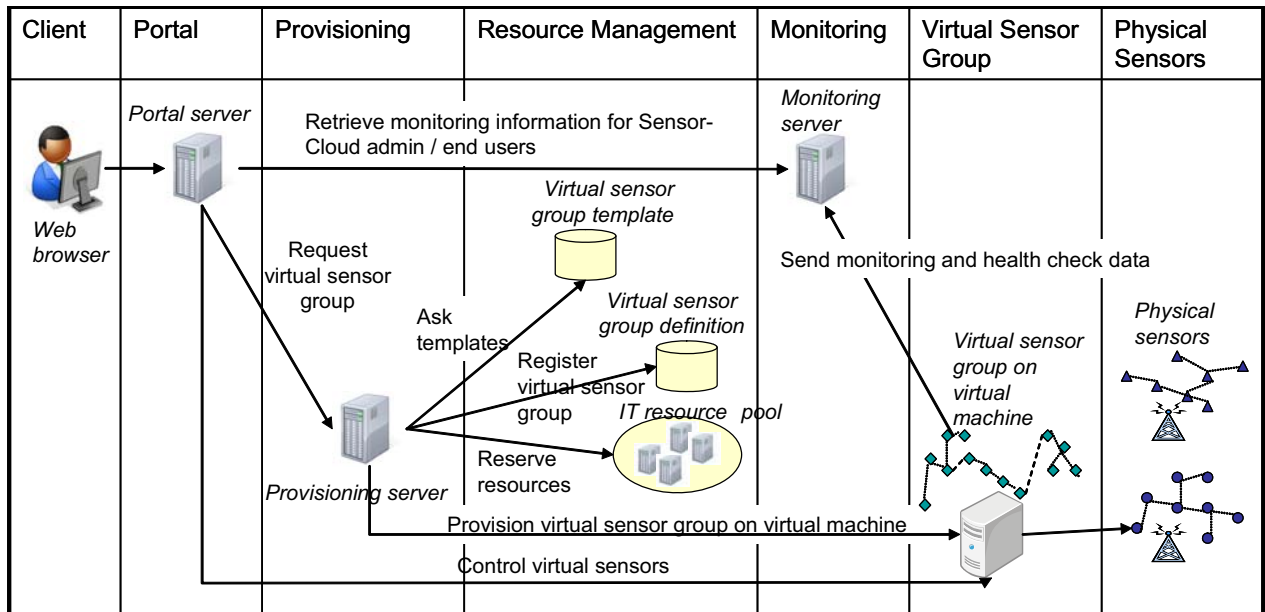 Client
Portal
Provisioning
Resource Management
Monitoring
Virtual Sensor
Group
Physical
Sensors
Portal server
Monitoring
server
Retrieve monitoring information for Sensor-
Cloud admin / end users
Web
browser
Virtual sensor
group template
Request
virtual sensor
group
Send monitoring and health check data
Ask
templates
Virtual sensor
group definition
Physical
sensors
Register
virtual sensor
group
Virtual sensor
group on
virtual
machine
IT resource pool
Reserve
resources
Provisioning server
Provision virtual sensor group on virtual machine
Control virtual sensors